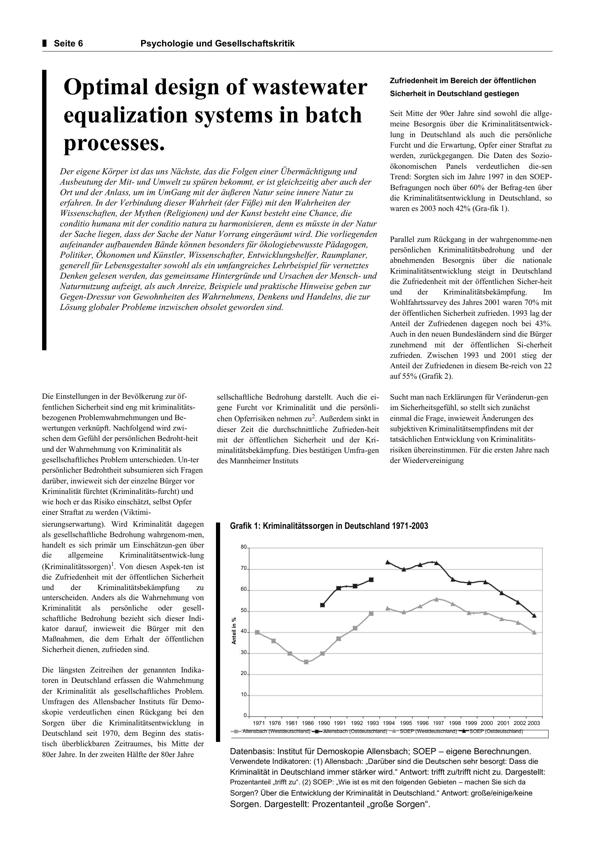 Seite 6 Psychologie und Gesellschaftskritik
Optimal design of wastewater
equalization systems in batch
processes.
Der eigene Körper ist das uns Nächste, das die Folgen einer Übermächtigung und
Ausbeutung der Mit- und Umwelt zu spüren bekommt, er ist gleichzeitig aber auch der
Ort und der Anlass, um im UmGang mit der äußeren Natur seine innere Natur zu
erfahren. In der Verbindung dieser Wahrheit (der Füße) mit den Wahrheiten der
Wissenschaften, der Mythen (Religionen) und der Kunst besteht eine Chance, die
conditio humana mit der conditio natura zu harmonisieren, denn es müsste in der Natur
der Sache liegen, dass der Sache der Natur Vorrang eingeräumt wird. Die vorliegenden
aufeinander aufbauenden Bände können besonders für ökologiebewusste Pädagogen,
Politiker, Ökonomen und Künstler, Wissenschafter, Entwicklungshelfer, Raumplaner,
generell für Lebensgestalter sowohl als ein umfangreiches Lehrbeispiel für vernetztes
Denken gelesen werden, das gemeinsame Hintergründe und Ursachen der Mensch- und
Naturnutzung aufzeigt, als auch Anreize, Beispiele und praktische Hinweise geben zur
Gegen-Dressur von Gewohnheiten des Wahrnehmens, Denkens und Handelns, die zur
Lösung globaler Probleme inzwischen obsolet geworden sind.
Zufriedenheit im Bereich der öffentlichen
Sicherheit in Deutschland gestiegen
Seit Mitte der 90er Jahre sind sowohl die allge-
meine Besorgnis über die Kriminalitätsentwick-
lung in Deutschland als auch die persönliche
Furcht und die Erwartung, Opfer einer Straftat zu
werden, zurückgegangen. Die Daten des Sozio-
ökonomischen Panels verdeutlichen die-sen
Trend: Sorgten sich im Jahre 1997 in den SOEP-
Befragungen noch über 60% der Befrag-ten über
die Kriminalitätsentwicklung in Deutschland, so
waren es 2003 noch 42% (Gra-fik 1).
Parallel zum Rückgang in der wahrgenomme-nen
persönlichen Kriminalitätsbedrohung und der
abnehmenden Besorgnis über die nationale
Kriminalitätsentwicklung steigt in Deutschland
die Zufriedenheit mit der öffentlichen Sicher-heit
und der Kriminalitätsbekämpfung. Im
Wohlfahrtssurvey des Jahres 2001 waren 70% mit
der öffentlichen Sicherheit zufrieden. 1993 lag der
Anteil der Zufriedenen dagegen noch bei 43%.
Auch in den neuen Bundesländern sind die Bürger
zunehmend mit der öffentlichen Si-cherheit
zufrieden. Zwischen 1993 und 2001 stieg der
Anteil der Zufriedenen in diesem Be-reich von 22
auf 55% (Grafik 2).
Die Einstellungen in der Bevölkerung zur öf-
fentlichen Sicherheit sind eng mit kriminalitäts-
bezogenen Problemwahrnehmungen und Be-
wertungen verknüpft. Nachfolgend wird zwi-
schen dem Gefühl der persönlichen Bedroht-heit
und der Wahrnehmung von Kriminalität als
gesellschaftliches Problem unterschieden. Un-ter
persönlicher Bedrohtheit subsumieren sich Fragen
darüber, inwieweit sich der einzelne Bürger vor
Kriminalität fürchtet (Kriminalitäts-furcht) und
wie hoch er das Risiko einschätzt, selbst Opfer
einer Straftat zu werden (Viktimi-
sierungserwartung). Wird Kriminalität dagegen
als gesellschaftliche Bedrohung wahrgenom-men,
handelt es sich primär um Einschätzun-gen über
die allgemeine Kriminalitätsentwick-lung
(Kriminalitätssorgen)1. Von diesen Aspek-ten ist
die Zufriedenheit mit der öffentlichen Sicherheit
und der Kriminalitätsbekämpfung zu
unterscheiden. Anders als die Wahrnehmung von
Kriminalität als persönliche oder gesell-
schaftliche Bedrohung bezieht sich dieser Indi-
kator darauf, inwieweit die Bürger mit den
Maßnahmen, die dem Erhalt der öffentlichen
Sicherheit dienen, zufrieden sind.
Die längsten Zeitreihen der genannten Indika-
toren in Deutschland erfassen die Wahrnehmung
der Kriminalität als gesellschaftliches Problem.
Umfragen des Allensbacher Instituts für Demo-
skopie verdeutlichen einen Rückgang bei den
Sorgen über die Kriminalitätsentwicklung in
Deutschland seit 1970, dem Beginn des statis-
tisch überblickbaren Zeitraumes, bis Mitte der
80er Jahre. In der zweiten Hälfte der 80er Jahre
sellschaftliche Bedrohung darstellt. Auch die ei-
gene Furcht vor Kriminalität und die persönli-
chen Opferrisiken nehmen zu2. Außerdem sinkt in
dieser Zeit die durchschnittliche Zufrieden-heit
mit der öffentlichen Sicherheit und der Kri-
minalitätsbekämpfung. Dies bestätigen Umfra-gen
des Mannheimer Instituts
Sucht man nach Erklärungen für Veränderun-gen
im Sicherheitsgefühl, so stellt sich zunächst
einmal die Frage, inwieweit Änderungen des
subjektiven Kriminalitätsempfindens mit der
tatsächlichen Entwicklung von Kriminalitäts-
risiken übereinstimmen. Für die ersten Jahre nach
der Wiedervereinigung
Grafik 1: Kriminalitätssorgen in Deutschland 1971-2003
Anteil in %
80
70
60
50
40
30
20
10
0
1971 1976 1981 1986 1990 1990 1991 1992 1993 1994 1995 1996 1997 1998 1999 2000 2001 2002 2003
Allensbach (Westdeutschland) Allensbach (Ostdeutschland) SOEP (Westdeutschland) SOEP (Ostdeutschland)
Datenbasis: Institut für Demoskopie Allensbach; SOEP – eigene Berechnungen.
Verwendete Indikatoren: (1) Allensbach: „Darüber sind die Deutschen sehr besorgt: Dass die
Kriminalität in Deutschland immer stärker wird.“ Antwort: trifft zu/trifft nicht zu. Dargestellt:
Prozentanteil „trifft zu“. (2) SOEP: „Wie ist es mit den folgenden Gebieten – machen Sie sich da
Sorgen? Über die Entwicklung der Kriminalität in Deutschland.“ Antwort: große/einige/keine
Sorgen. Dargestellt: Prozentanteil „große Sorgen“.